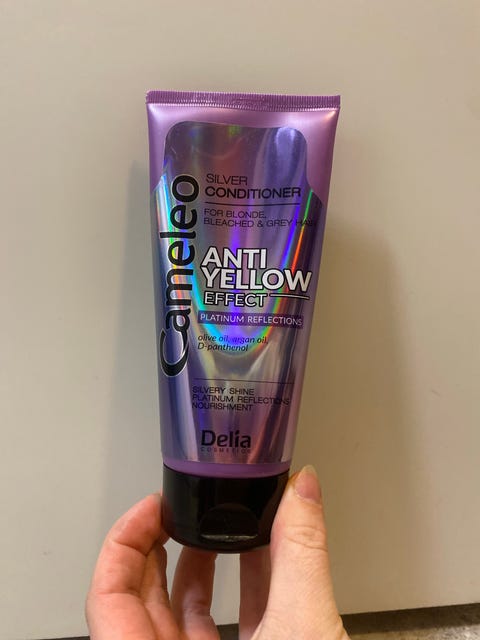 Cameleo
SILVER
CONDITIONER
FOR BLONDE,
BLEACHED & GREY HAIR
ANTI
YELLOW
EFFECT
PLATINUM REFLECTIONS
olive oil, argan oil,
D-panthenol
SILVERY SHINE
PLATINUM REFLECTIONS
NOURISHMENT
Delia
COSMETICS